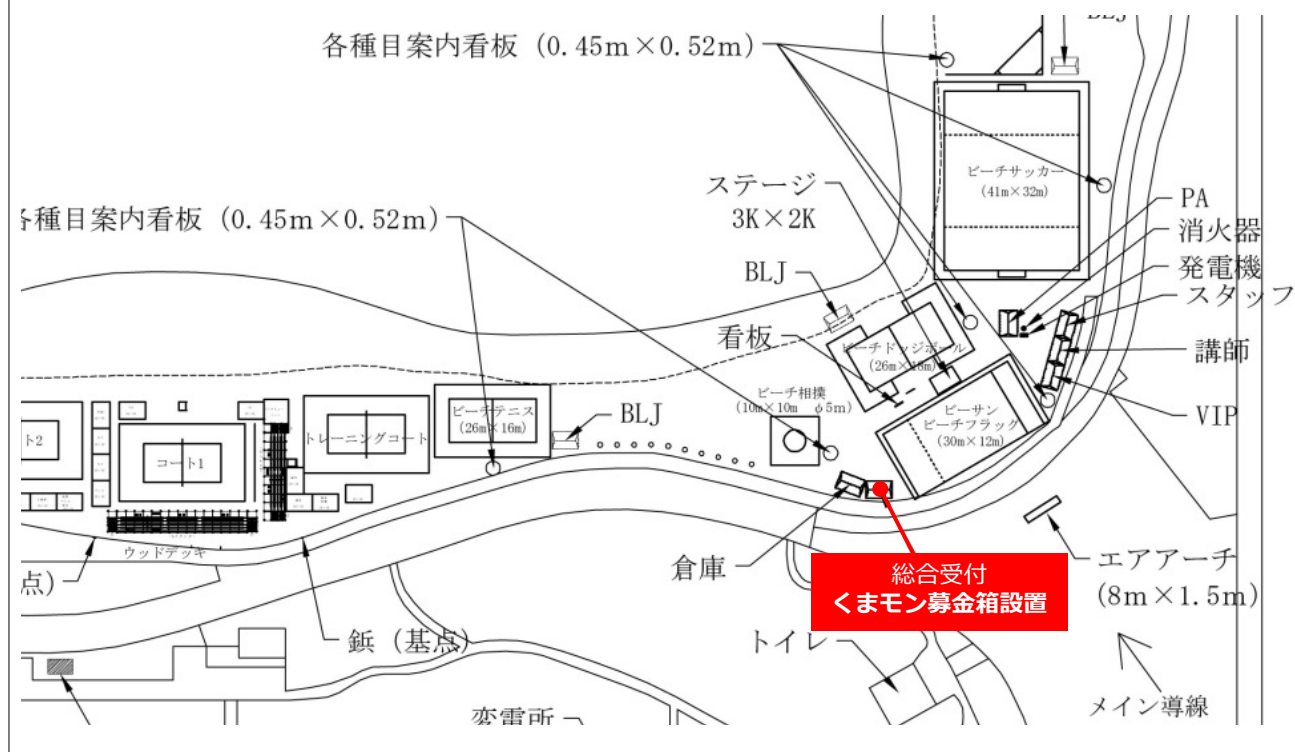 BLJ
各種目案内看板 (0.45m×0.52m)
ビーチサッカー
(41m×32m)
ステージ
3K×2K
PA
消火器
発電機
スタッフ
講師
VIP
種目案内看板 (0.45m×0.52m)
BLJ
看板
ビーチドッジボール
(26m×16m)
ビーチ相撲
(10m×10m φ5m)
ビーサン
ビーチフラッグ
(30m×12m)
ビーチテニス
(26m×16m)
BLJ
トレーニングコート
ト2
コート1
ウッドデッキ
点)
鋲 (基点)
倉庫
総合受付
くまモン募金箱設置
エアアーチ
(8m×1.5m)
トイレ
メイン導線
変電所